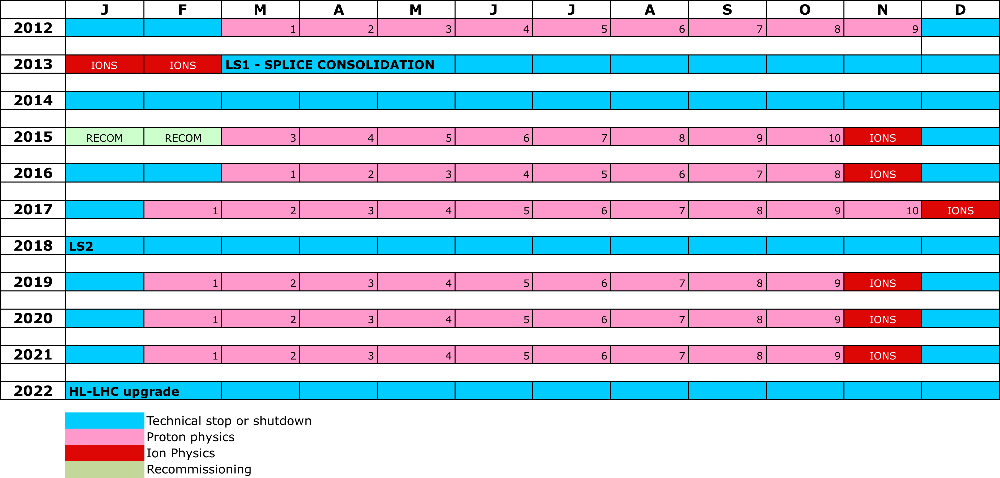 J F M A M J J A S O N D
2012 1 2 3 4 5 6 7 8 9
2013 IONS IONS LS1 - SPLICE CONSOLIDATION
2014
2015 RECOM RECOM 3 4 5 6 7 8 9 10 IONS
2016 1 2 3 4 5 6 7 8 IONS
2017 1 2 3 4 5 6 7 8 9 10 IONS
2018 LS2
2019 1 2 3 4 5 6 7 8 9 IONS
2020 1 2 3 4 5 6 7 8 9 IONS
2021 1 2 3 4 5 6 7 8 9 IONS
2022 HL-LHC upgrade
Technical stop or shutdown
Proton physics
Ion Physics
Recommissioning